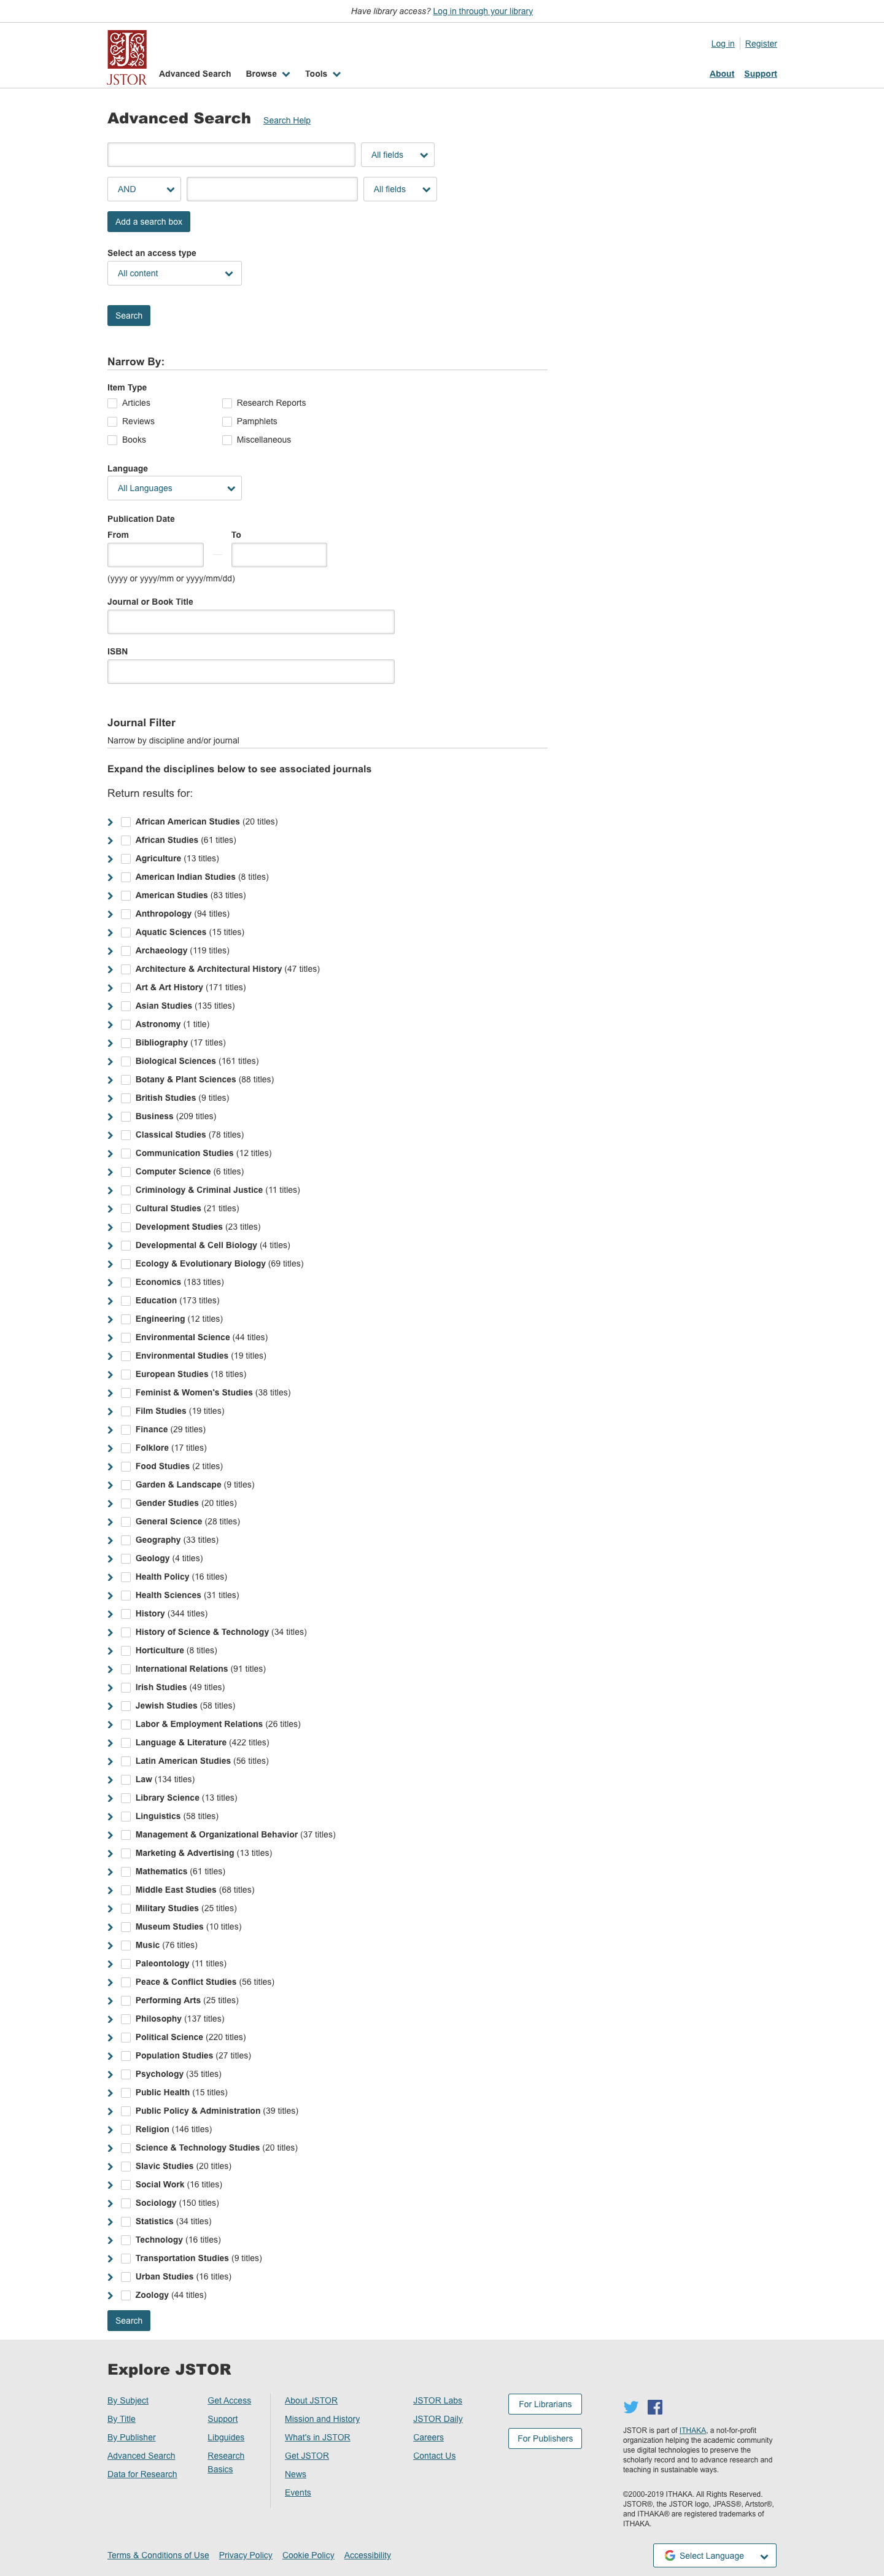 Have library access? Log in through your library
Log in Register
JSTOR
Advanced Search Browse Tools
About Support
Advanced Search Search Help
All fields
AND All fields
Add a search box
Select an access type
All content
Search
Narrow By:
Item Type
Articles Research Reports
Reviews Pamphlets
Books Miscellaneous
Language
All Languages
Publication Date
From To
(yyyy or yyyy/mm or yyyy/mm/dd)
Journal or Book Title
ISBN
Journal Filter
Narrow by discipline and/or journal
Expand the disciplines below to see associated journals
Return results for:
African American Studies (20 titles)
African Studies (61 titles)
Agriculture (13 titles)
American Indian Studies (8 titles)
American Studies (83 titles)
Anthropology (94 titles)
Aquatic Sciences (15 titles)
Archaeology (119 titles)
Architecture & Architectural History (47 titles)
Art & Art History (171 titles)
Asian Studies (135 titles)
Astronomy (1 title)
Bibliography (17 titles)
Biological Sciences (161 titles)
Botany & Plant Sciences (88 titles)
British Studies (9 titles)
Business (209 titles)
Classical Studies (78 titles)
Communication Studies (12 titles)
Computer Science (6 titles)
Criminology & Criminal Justice (11 titles)
Cultural Studies (21 titles)
Development Studies (23 titles)
Developmental & Cell Biology (4 titles)
Ecology & Evolutionary Biology (69 titles)
Economics (183 titles)
Education (173 titles)
Engineering (12 titles)
Environmental Science (44 titles)
Environmental Studies (19 titles)
European Studies (18 titles)
Feminist & Women's Studies (38 titles)
Film Studies (19 titles)
Finance (29 titles)
Folklore (17 titles)
Food Studies (2 titles)
Garden & Landscape (9 titles)
Gender Studies (20 titles)
General Science (28 titles)
Geography (33 titles)
Geology (4 titles)
Health Policy (16 titles)
Health Sciences (31 titles)
History (344 titles)
History of Science & Technology (34 titles)
Horticulture (8 titles)
International Relations (91 titles)
Irish Studies (49 titles)
Jewish Studies (58 titles)
Labor & Employment Relations (26 titles)
Language & Literature (422 titles)
Latin American Studies (56 titles)
Law (134 titles)
Library Science (13 titles)
Linguistics (58 titles)
Management & Organizational Behavior (37 titles)
Marketing & Advertising (13 titles)
Mathematics (61 titles)
Middle East Studies (68 titles)
Military Studies (25 titles)
Museum Studies (10 titles)
Music (76 titles)
Paleontology (11 titles)
Peace & Conflict Studies (56 titles)
Performing Arts (25 titles)
Philosophy (137 titles)
Political Science (220 titles)
Population Studies (27 titles)
Psychology (35 titles)
Public Health (15 titles)
Public Policy & Administration (39 titles)
Religion (146 titles)
Science & Technology Studies (20 titles)
Slavic Studies (20 titles)
Social Work (16 titles)
Sociology (150 titles)
Statistics (34 titles)
Technology (16 titles)
Transportation Studies (9 titles)
Urban Studies (16 titles)
Zoology (44 titles)
Search
Explore JSTOR
By Subject
By Title
By Publisher
Advanced Search
Data for Research
Get Access
Support
Libguides
Research
Basics
About JSTOR
Mission and History
What's in JSTOR
Get JSTOR
News
Events
JSTOR Labs
JSTOR Daily
Careers
Contact Us
For Librarians
For Publishers
JSTOR is part of ITHAKA, a not-for-profit
organization helping the academic community
use digital technologies to preserve the
scholarly record and to advance research and
teaching in sustainable ways.
©2000-2019 ITHAKA. All Rights Reserved.
JSTOR®, the JSTOR logo, JPASS®, Artstor®,
and ITHAKA® are registered trademarks of
ITHAKA.
Terms & Conditions of Use Privacy Policy Cookie Policy Accessibility
Select Language